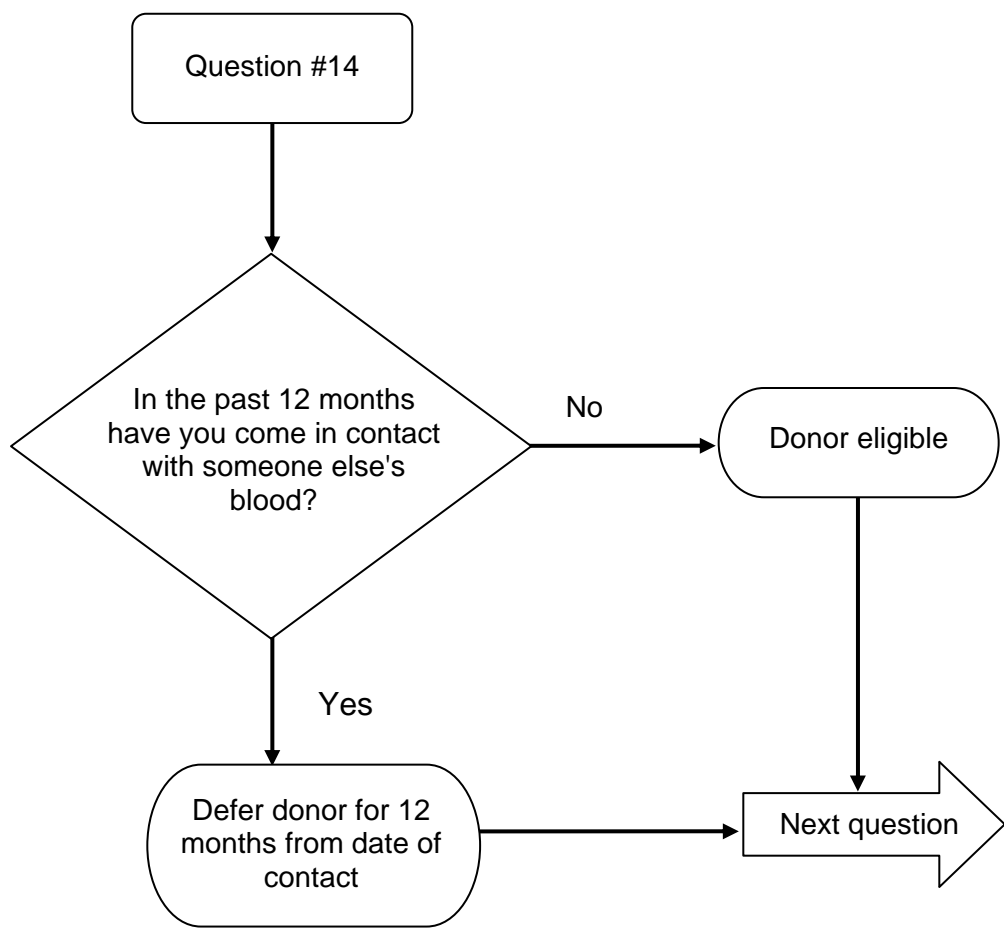 Question #14
In the past 12 months
have you come in contact
with someone else's
blood?
No
Donor eligible
Yes
Defer donor for 12
months from date of
contact
Next question